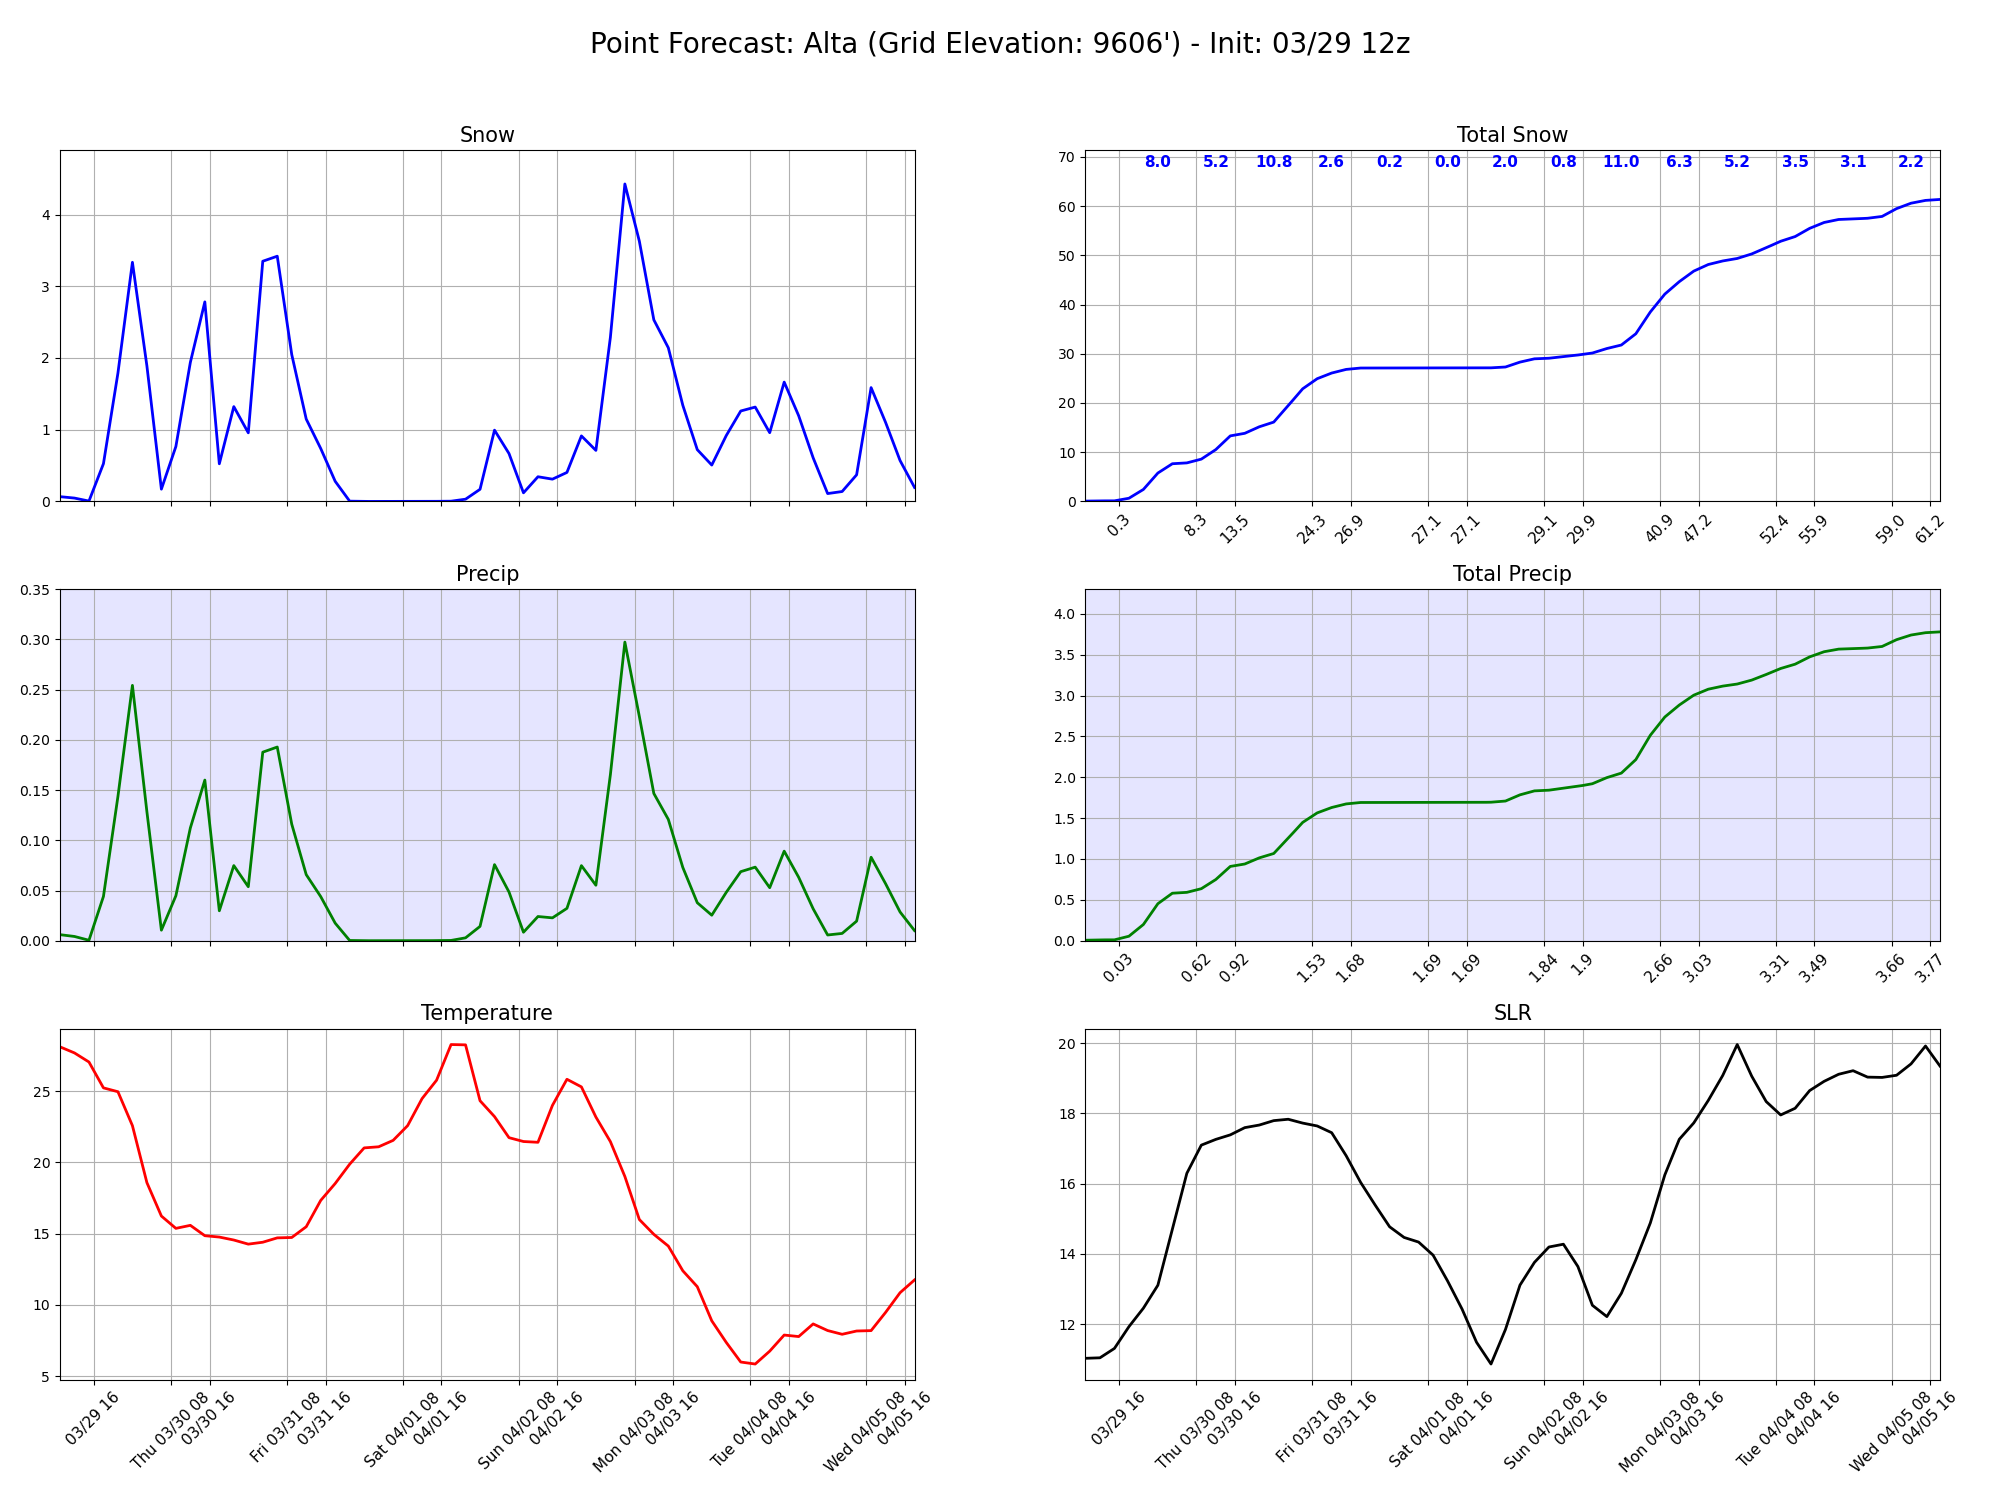 Point Forecast: Alta (Grid Elevation: 9606') - Init: 03/29 12z
Snow
4
3
2
1
0
Total Snow
70
60
50
40
30
20
10
0
8.0 5.2 10.8 2.6 0.2 0.0 2.0 0.8 11.0 6.3 5.2 3.5 3.1 2.2
0.3 8.3 13.5 24.3 26.9 27.1 27.1 29.1 29.9 40.9 47.2 52.4 55.9 59.0 61.2
Precip
0.35
0.30
0.25
0.20
0.15
0.10
0.05
0.00
Total Precip
4.0
3.5
3.0
2.5
2.0
1.5
1.0
0.5
0.0
0.03 0.62 0.92 1.53 1.68 1.69 1.69 1.84 1.9 2.66 3.03 3.31 3.49 3.66 3.77
Temperature
25
20
15
10
5
03/29 16
Thu 03/30 08
03/30 16
Fri 03/31 08
03/31 16
Sat 04/01 08
04/01 16
Sun 04/02 08
04/02 16
Mon 04/03 08
04/03 16
Tue 04/04 08
04/04 16
Wed 04/05 08
04/05 16
SLR
20
18
16
14
12
03/29 16
Thu 03/30 08
03/30 16
Fri 03/31 08
03/31 16
Sat 04/01 08
04/01 16
Sun 04/02 08
04/02 16
Mon 04/03 08
04/03 16
Tue 04/04 08
04/04 16
Wed 04/05 08
04/05 16